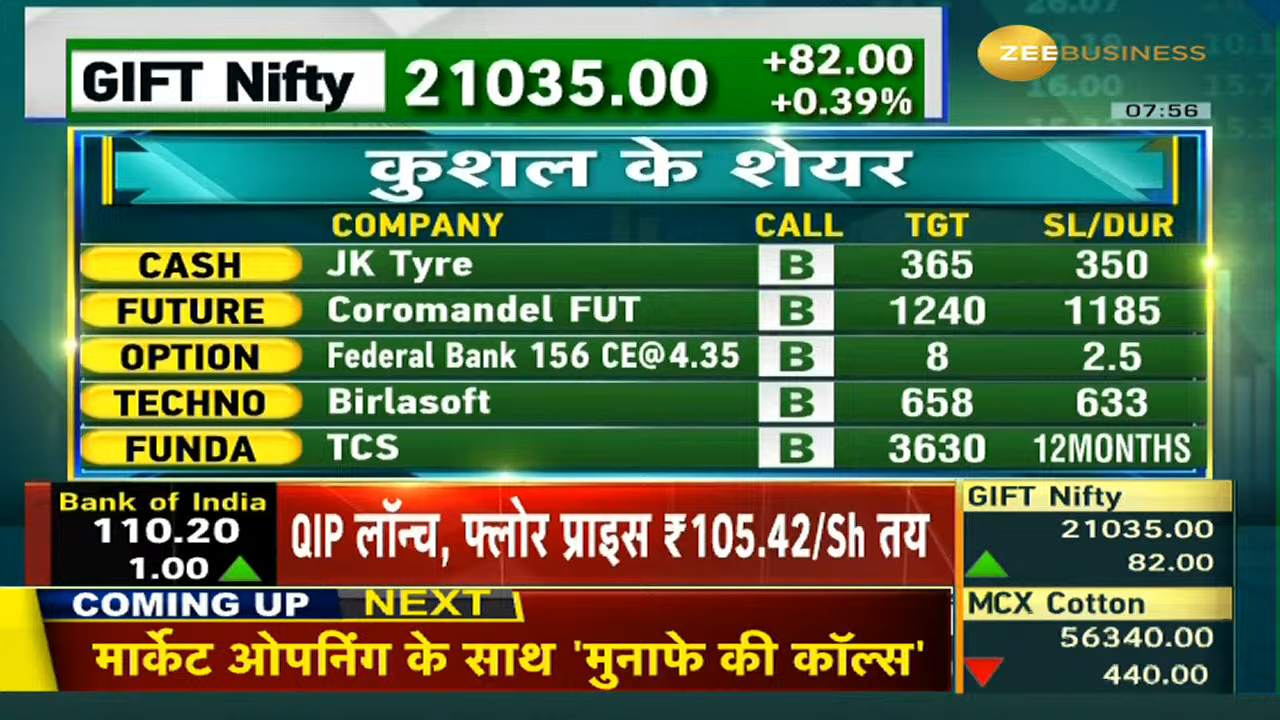 GIFT Nifty 21035.00 +82.00
+0.39%
ZEEBUSINESS
07:56
कुशल के शेयर
COMPANY CALL TGT SL/DUR
CASH JK Tyre B 365 350
FUTURE Coromandel FUT B 1240 1185
OPTION Federal Bank 156 CE@4.35 B 8 2.5
TECHNO Birlasoft B 658 633
FUNDA TCS B 3630 12MONTHS
Bank of India
110.20
1.00
QIP लॉन्च, फ्लोर प्राइस ₹105.42/Sh तय
GIFT Nifty
21035.00
82.00
COMING UP NEXT
मार्केट ओपनिंग के साथ 'मुनाफे की कॉल्स'
MCX Cotton
56340.00
440.00